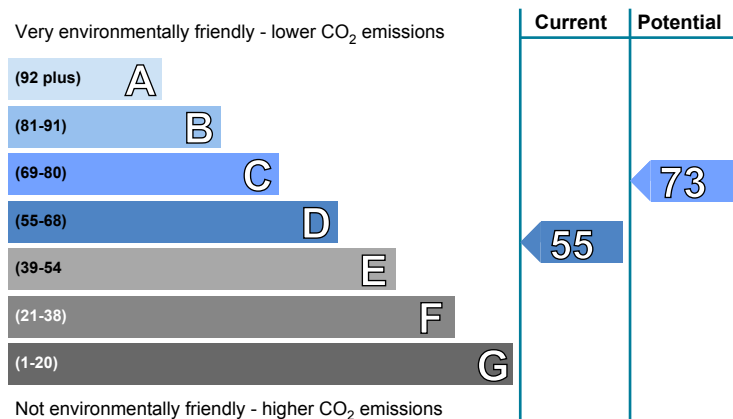 Very environmentally friendly - lower CO₂ emissions
Current
Potential
(92 plus) A
(81-91) B
(69-80) C
(55-68) D
(39-54 E
(21-38) F
(1-20) G
73
55
Not environmentally friendly - higher CO₂ emissions